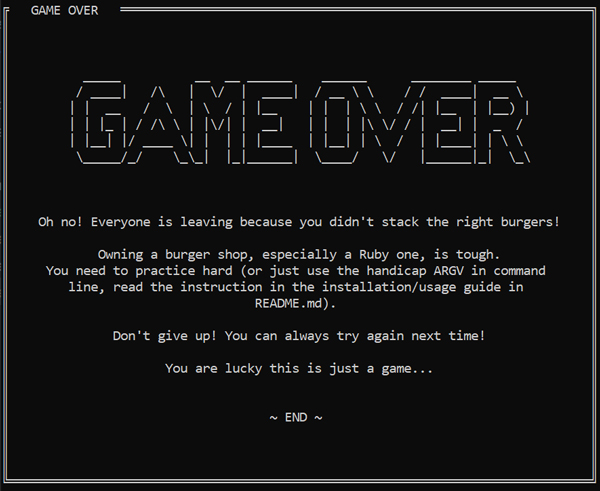 GAME OVER
GAME OVER
Oh no! Everyone is leaving because you didn't stack the right burgers!
Owning a burger shop, especially a Ruby one, is tough.
You need to practice hard (or just use the handicap ARGV in command
line, read the instruction in the installation/usage guide in
README.md).
Don't give up! You can always try again next time!
You are lucky this is just a game...
~ END ~